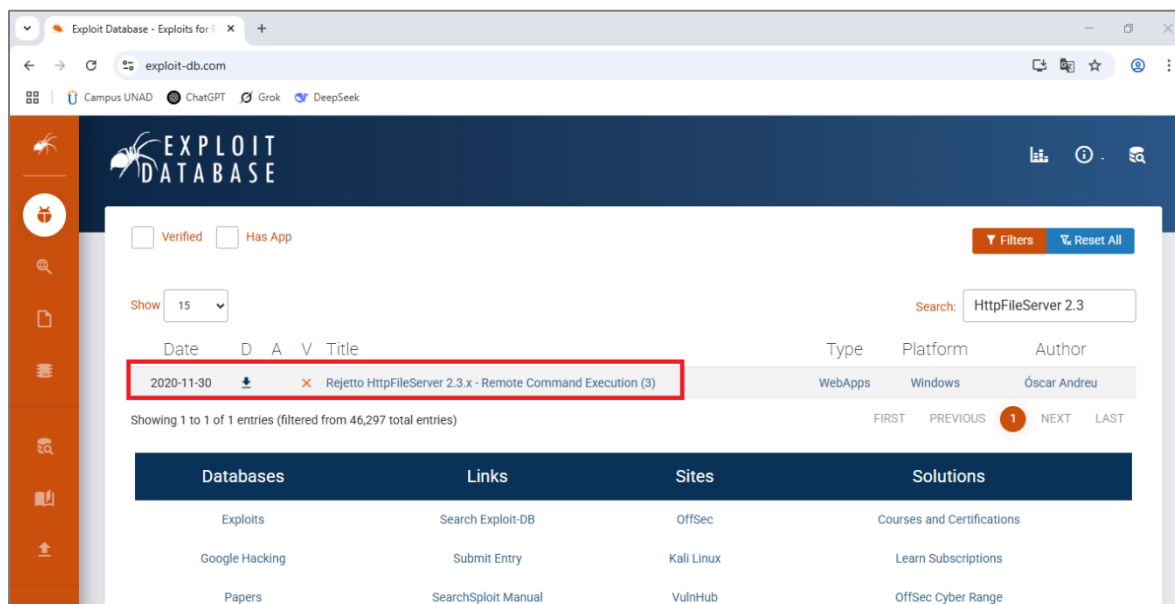 Exploit Database - Exploits for P
exploit-db.com
Campus UNAD ChatGPT Grok DeepSeek
EXPLOIT
DATABASE
Verified Has App Filters Reset All
Show 15 Search: HttpFileServer 2.3
Date D A V Title Type Platform Author
2020-11-30 Rejetto HttpFileServer 2.3.x - Remote Command Execution (3) WebApps Windows Óscar Andreu
Showing 1 to 1 of 1 entries (filtered from 46,297 total entries) FIRST PREVIOUS 1 NEXT LAST
Databases Links Sites Solutions
Exploits Search Exploit-DB OffSec Courses and Certifications
Google Hacking Submit Entry Kali Linux Learn Subscriptions
Papers SearchSploit Manual VulnHub OffSec Cyber Range